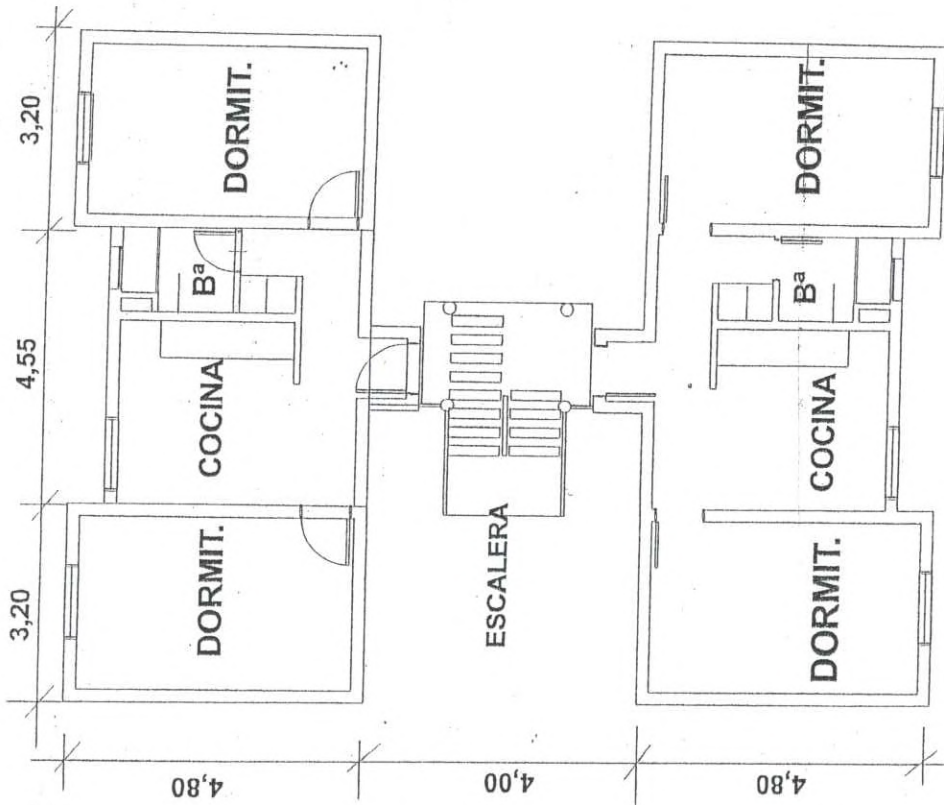 3,20
4,55
3,20
DORMIT.
COCINA
Bª
DORMIT.
4,80
ESCALERA
4,00
DORMIT.
COCINA
Bª
DORMIT.
4,80